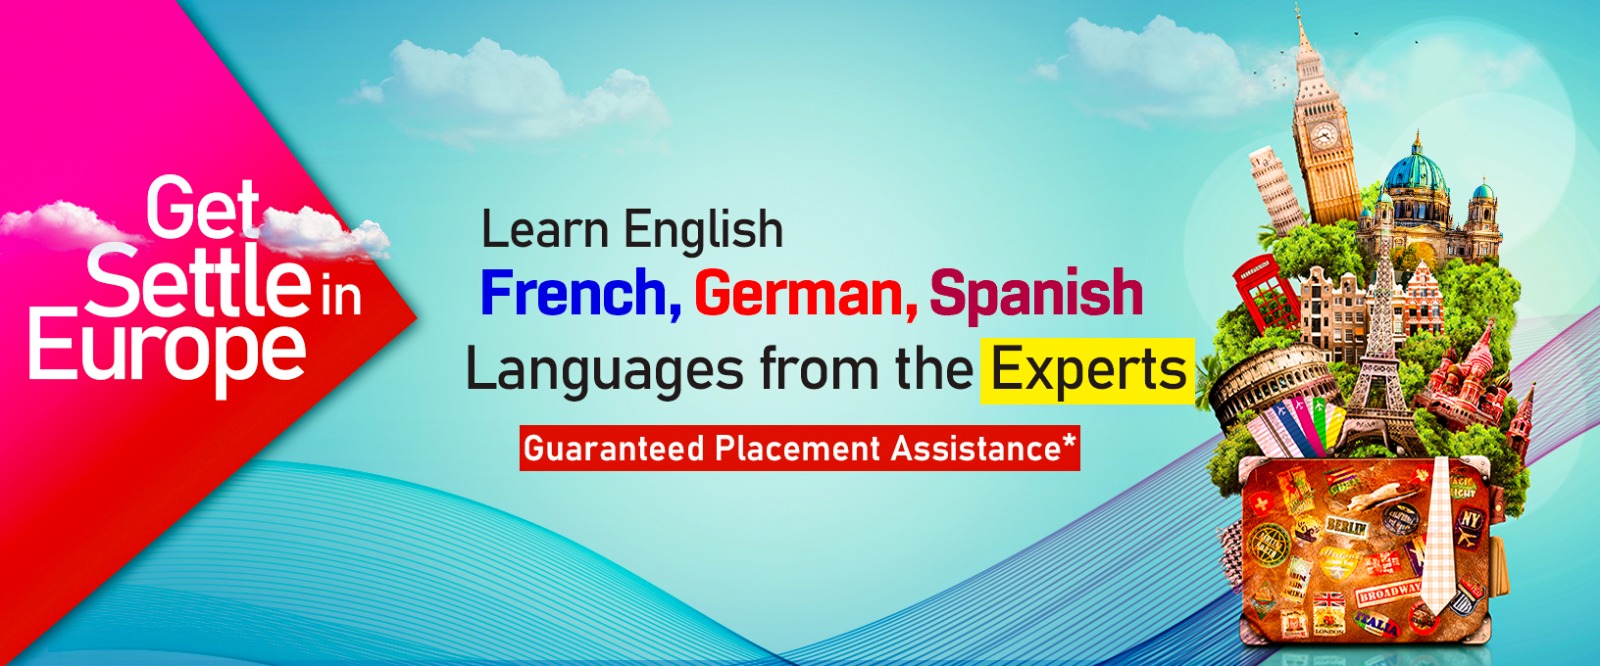 Get
Settle in
Europe
Learn English
French, German, Spanish
Languages from the Experts
Guaranteed Placement Assistance*
BERLIN
NY
BROADWAY
LONDON
ITALIA